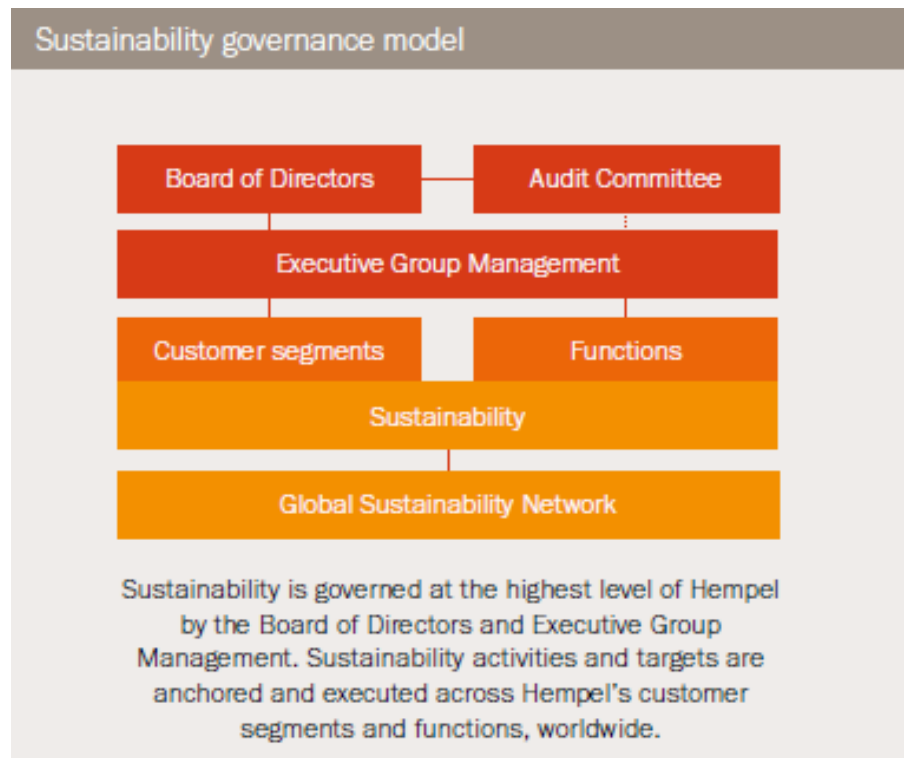 Sustainability governance model
Board of Directors
Audit Committee
Executive Group Management
Customer segments
Functions
Sustainability
Global Sustainability Network
Sustainability is governed at the highest level of Hempel
by the Board of Directors and Executive Group
Management. Sustainability activities and targets are
anchored and executed across Hempel's customer
segments and functions, worldwide.